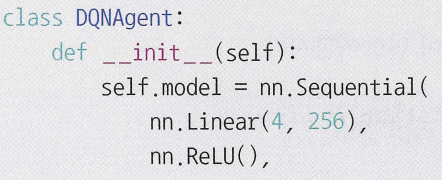 class DQNAgent:
    def __init__(self):
        self.model = nn.Sequential(
            nn.Linear(4, 256),
            nn.ReLU(),